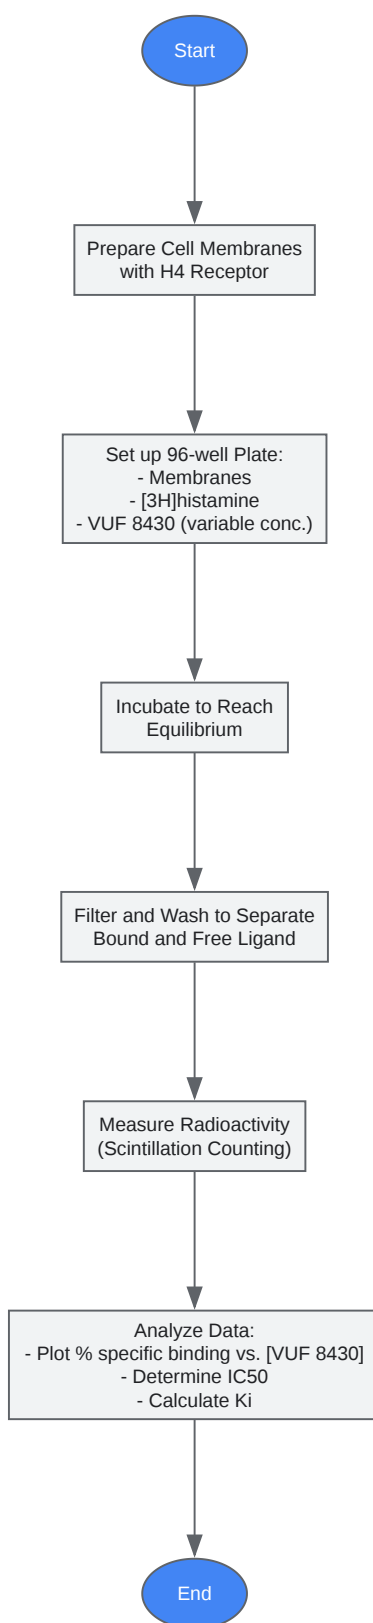 Start
Prepare Cell Membranes
with H4 Receptor
Set up 96-well Plate:
- Membranes
- [3H]histamine
- VUF 8430 (variable conc.)
Incubate to Reach
Equilibrium
Filter and Wash to Separate
Bound and Free Ligand
Measure Radioactivity
(Scintillation Counting)
Analyze Data:
- Plot % specific binding vs. [VUF 8430]
- Determine IC50
- Calculate Ki
End